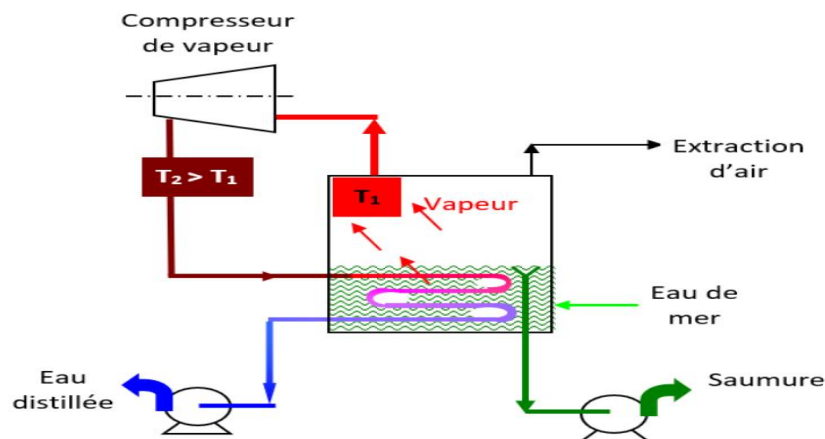 Compresseur
de vapeur
T₂ > T₁
T₁
Vapeur
Extraction
d’air
Eau de
mer
Eau
distillée
Saumure